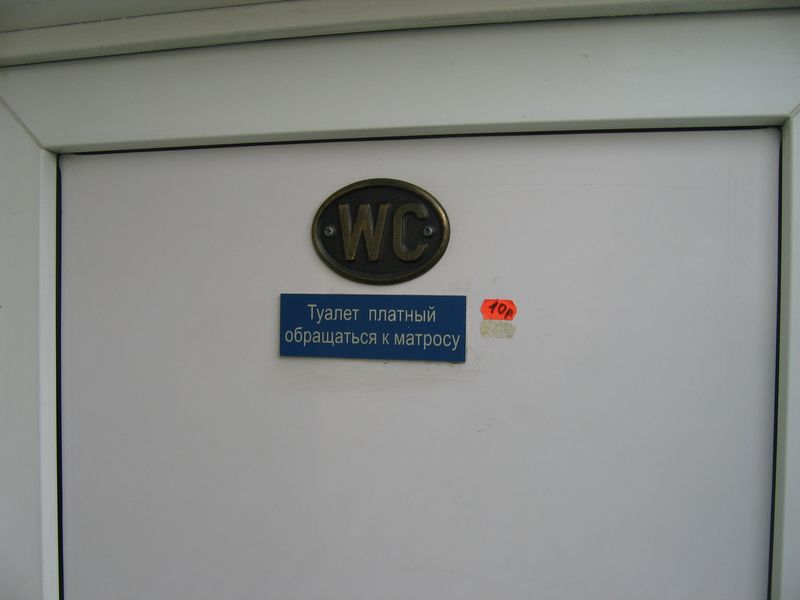 WC
Туалет платный
обращаться к матросу
10р